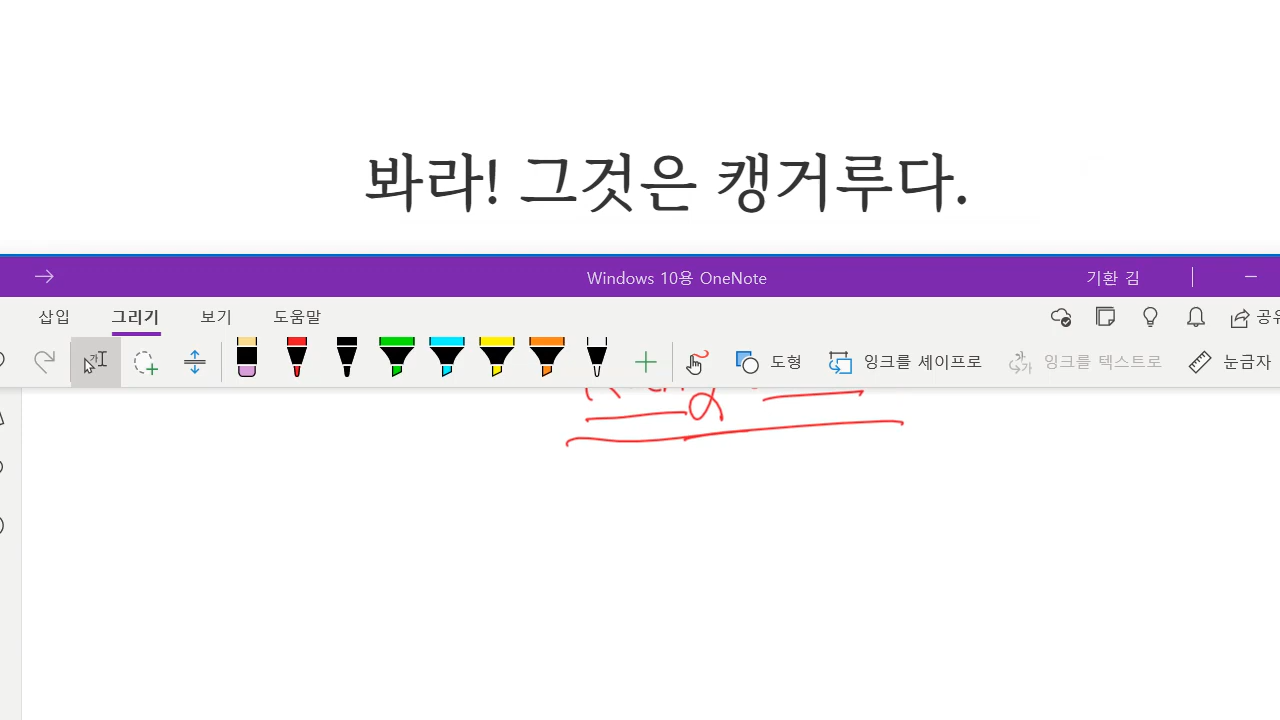 봐라! 그것은 캥거루다.
Windows 10용 OneNote
기환 김
삽입 그리기 보기 도움말
공유
도형 잉크를 셰이프로 잉크를 텍스트로 눈금자